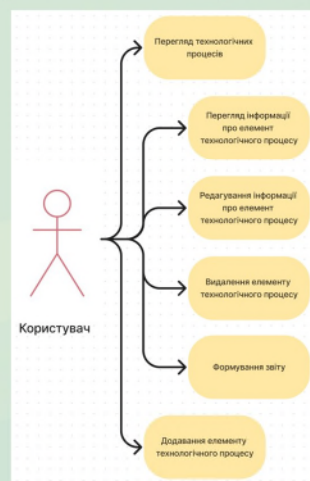 Перегляд технологічних
процесів
Перегляд інформації
про елемент
технологічного процесу
Редагування інформації
про елемент
технологічного процесу
Користувач
Видалення елементу
технологічного процесу
Формування звіту
Додавання елементу
технологічного процесу